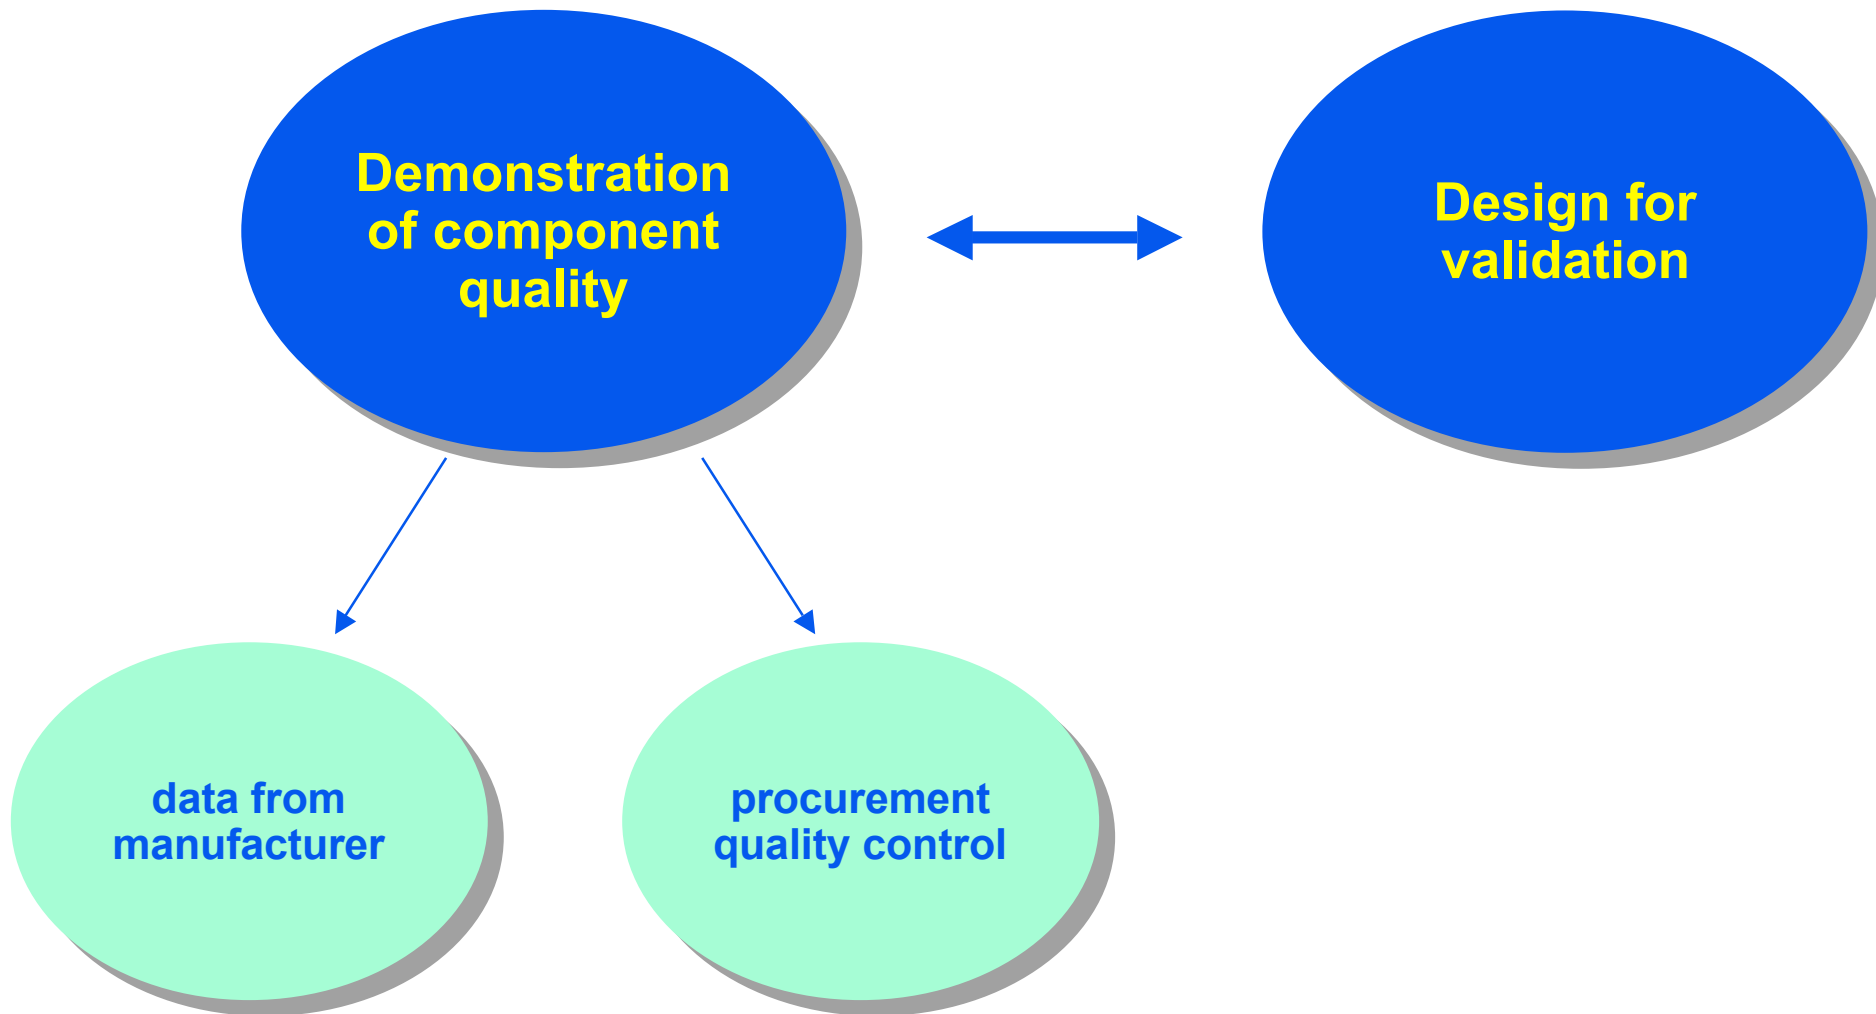 Demonstration
of component
quality
Design for
validation
data from
manufacturer
procurement
quality control